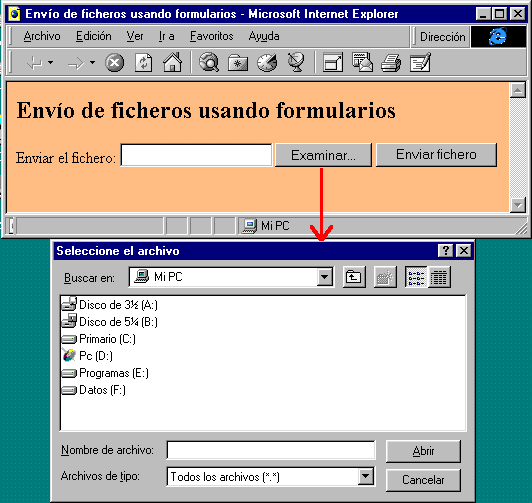 Envío de ficheros usando formularios - Microsoft Internet Explorer
Archivo Edición Ver Ir a Favoritos Ayuda Dirección
Envío de ficheros usando formularios
Enviar el fichero: Examinar... Enviar fichero
Mi PC
Seleccione el archivo
Buscar en: Mi PC
Disco de 3½ (A:)
Disco de 5¼ (B:)
Primario (C:)
Pc (D:)
Programas (E:)
Datos (F:)
Nombre de archivo: Abrir
Archivos de tipo: Todos los archivos (*.*) Cancelar